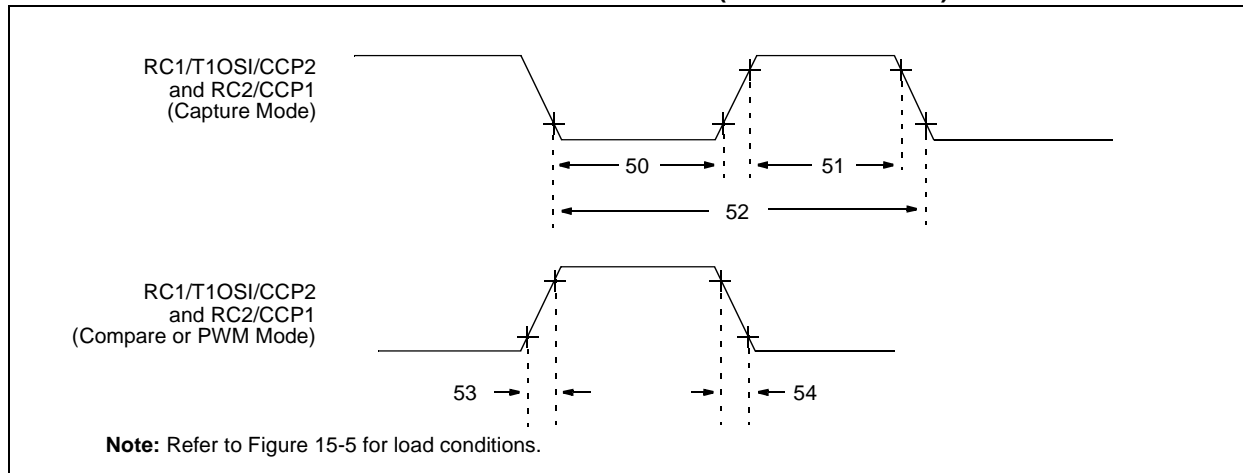 RC1/T1OSI/CCP2
and RC2/CCP1
(Capture Mode)
50
51
52
RC1/T1OSI/CCP2
and RC2/CCP1
(Compare or PWM Mode)
53
54
Note: Refer to Figure 15-5 for load conditions.